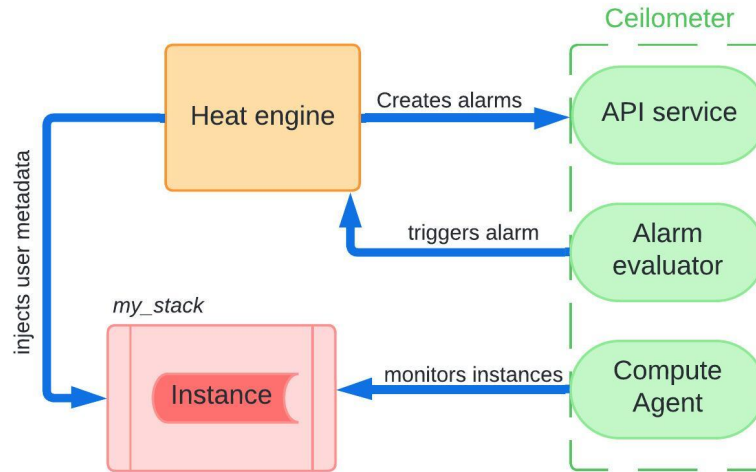 Ceilometer
Heat engine
Creates alarms
API service
injects user metadata
triggers alarm
Alarm
evaluator
my_stack
Instance
monitors instances
Compute
Agent